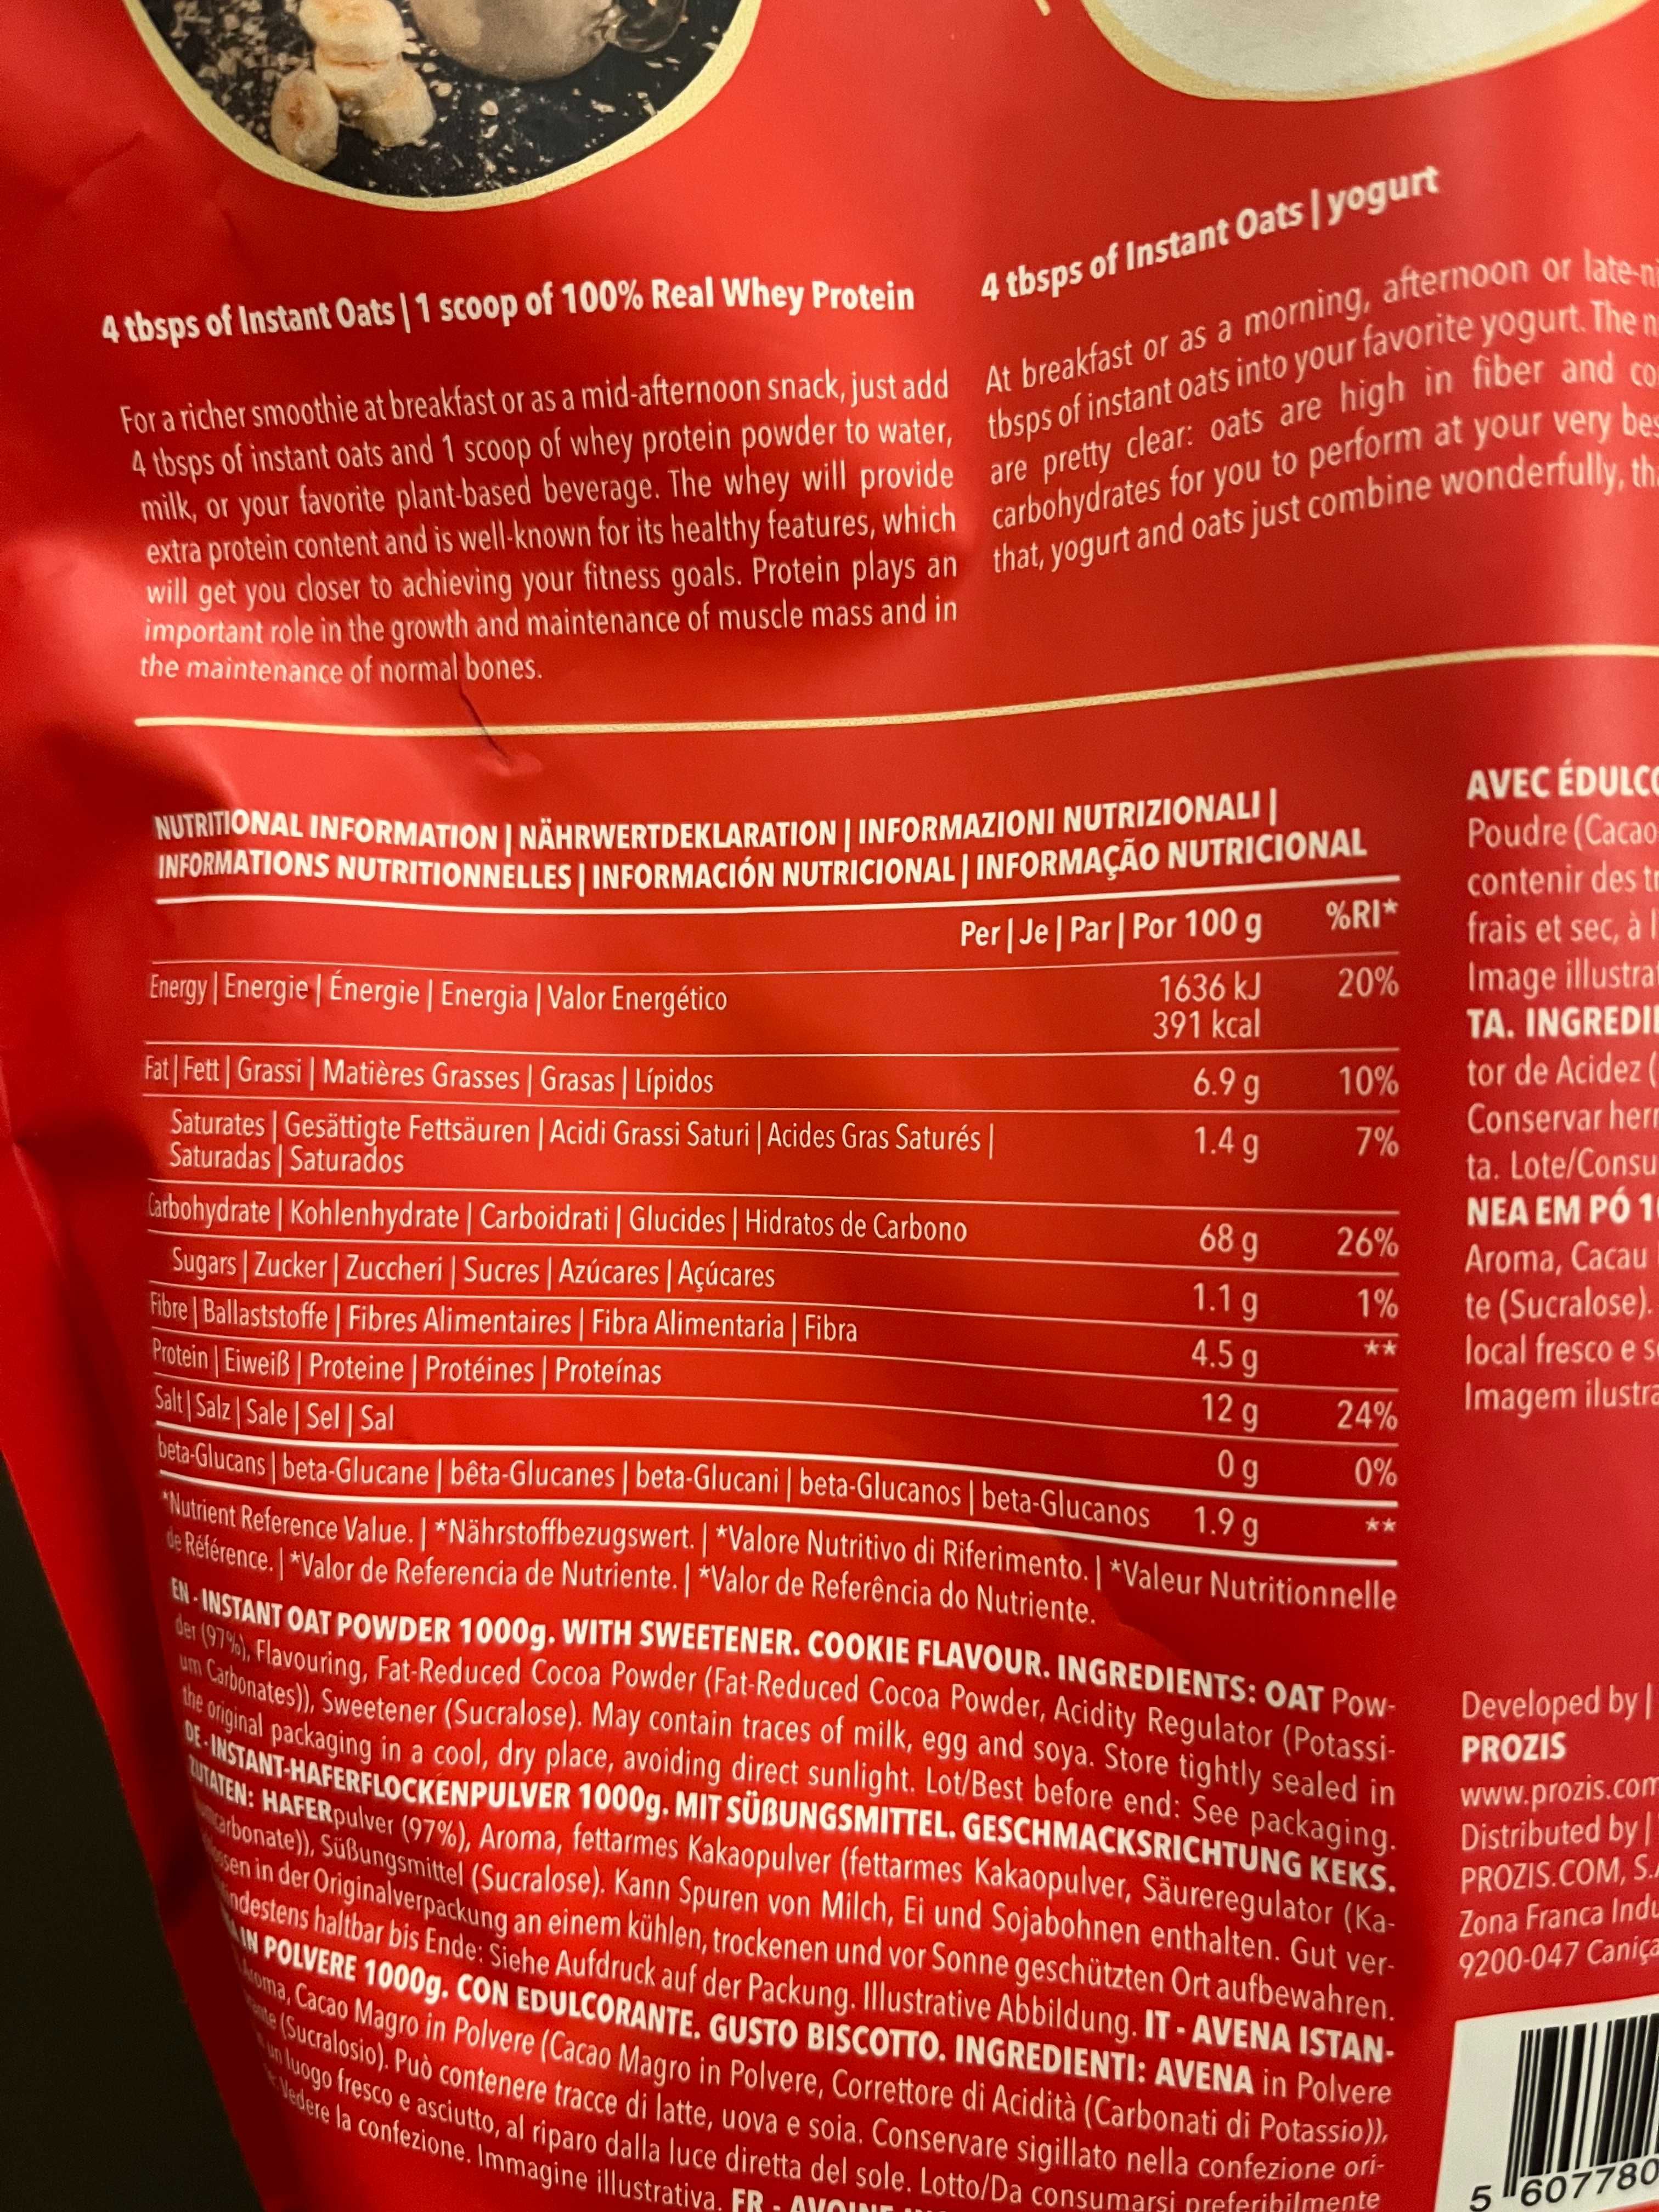 4 tbsps of Instant Oats | 1 scoop of 100% Real Whey Protein
For a richer smoothie at breakfast or as a mid-afternoon snack, just add
4 tbsps of instant oats and 1 scoop of whey protein powder to water,
milk, or your favorite plant-based beverage. The whey will provide
extra protein content and is well-known for its healthy features, which
will get you closer to achieving your fitness goals. Protein plays an
important role in the growth and maintenance of muscle mass and in
the maintenance of normal bones.
4 tbsps of Instant Oats | yogurt
At breakfast or as a morning, afternoon or late-ni
tbsps of instant oats into your favorite yogurt. The n
are pretty clear: oats are high in fiber and co
carbohydrates for you to perform at your very bes
that, yogurt and oats just combine wonderfully, tha
NUTRITIONAL INFORMATION | NÄHRWERTDEKLARATION | INFORMAZIONI NUTRIZIONALI |
INFORMATIONS NUTRITIONNELLES | INFORMACIÓN NUTRICIONAL | INFORMAÇÃO NUTRICIONAL
Per | Je | Par | Por 100 g %RI*
Energy | Energie | Énergie | Energia | Valor Energético 1636 kJ 20%
391 kcal
Fat | Fett | Grassi | Matières Grasses | Grasas | Lípidos 6.9 g 10%
Saturates | Gesättigte Fettsäuren | Acidi Grassi Saturi | Acides Gras Saturés | 1.4 g 7%
Saturadas | Saturados
Carbohydrate | Kohlenhydrate | Carboidrati | Glucides | Hidratos de Carbono 68 g 26%
Sugars | Zucker | Zuccheri | Sucres | Azúcares | Açúcares 1.1 g 1%
Fibre | Ballaststoffe | Fibres Alimentaires | Fibra Alimentaria | Fibra 4.5 g **
Protein | Eiweiß | Proteine | Protéines | Proteínas 12 g 24%
Salt | Salz | Sale | Sel | Sal 0 g 0%
beta-Glucans | beta-Glucane | bêta-Glucanes | beta-Glucani | beta-Glucanos | beta-Glucanos 1.9 g **
*Nutrient Reference Value. | *Nährstoffbezugswert. | *Valore Nutritivo di Riferimento. | *Valeur Nutritionnelle
de Référence. | *Valor de Referencia de Nutriente. | *Valor de Referência do Nutriente.
EN - INSTANT OAT POWDER 1000g. WITH SWEETENER. COOKIE FLAVOUR. INGREDIENTS: OAT Pow-
der (97%), Flavouring, Fat-Reduced Cocoa Powder (Fat-Reduced Cocoa Powder, Acidity Regulator (Potassi-
um Carbonates)), Sweetener (Sucralose). May contain traces of milk, egg and soya. Store tightly sealed in
the original packaging in a cool, dry place, avoiding direct sunlight. Lot/Best before end: See packaging.
DE - INSTANT-HAFERFLOCKENPULVER 1000g. MIT SÜßUNGSMITTEL. GESCHMACKSRICHTUNG KEKS.
ZUTATEN: HAFERpulver (97%), Aroma, fettarmes Kakaopulver (fettarmes Kakaopulver, Säureregulator (Ka-
carbonate)), Süßungsmittel (Sucralose). Kann Spuren von Milch, Ei und Sojabohnen enthalten. Gut ver-
sen in der Originalverpackung an einem kühlen, trockenen und vor Sonne geschützten Ort aufbewahren.
ndestens haltbar bis Ende: Siehe Aufdruck auf der Packung. Illustrative Abbildung. IT - AVENA ISTAN-
IN POLVERE 1000g. CON EDULCORANTE. GUSTO BISCOTTO. INGREDIENTI: AVENA in Polvere
Aroma, Cacao Magro in Polvere (Cacao Magro in Polvere, Correttore di Acidità (Carbonati di Potassio)),
(Sucralosio). Può contenere tracce di latte, uova e soia. Conservare sigillato nella confezione ori-
un luogo fresco e asciutto, al riparo dalla luce diretta del sole. Lotto/Da consumarsi preferibilmente
Vedere la confezione. Immagine illustrativa. FR - AVOINE
AVEC ÉDULCO
Poudre (Cacao
contenir des tr
frais et sec, à l
Image illustrat
TA. INGREDIE
tor de Acidez (
Conservar herm
ta. Lote/Consu
NEA EM PÓ 1
Aroma, Cacau
te (Sucralose).
local fresco e s
Imagem ilustra
Developed by |
PROZIS
www.prozis.com
Distributed by |
PROZIS.COM, S.
Zona Franca Indu
9200-047 Caniça
5 607780